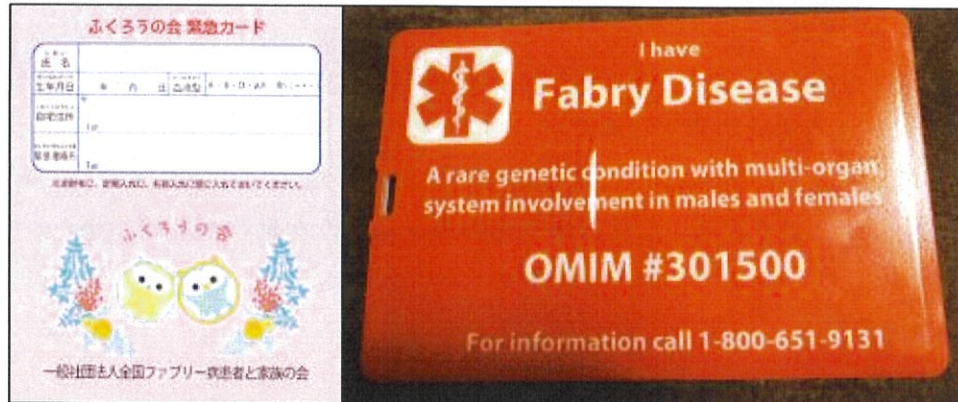 ふくろうの会 緊急カード
氏名
生年月日 年 月 日 血液型 A・B・O・AB
自宅住所
〒
Tel
緊急連絡先
Tel
ふくろうの会
一般社団法人全国ファブリー病患者と家族の会
I have
Fabry Disease
A rare genetic condition with multi-organ
system involvement in males and females
OMIM #301500
For information call 1-800-651-9131